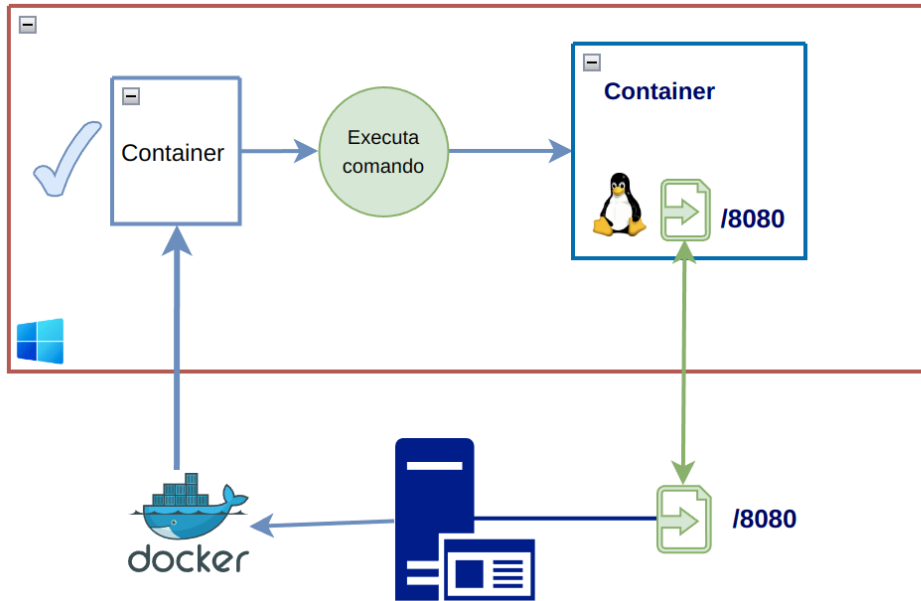 Container
Container
Executa
comando
/8080
docker
/8080